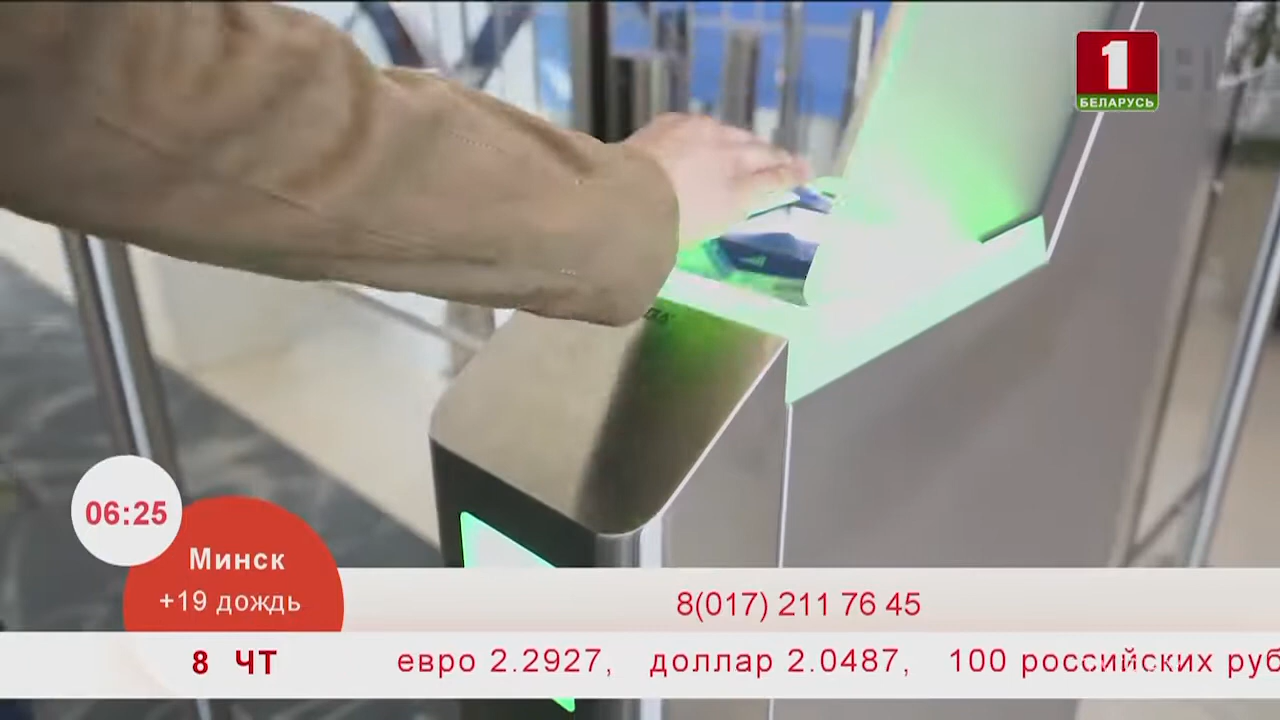 1
БЕЛАРУСЬ
06:25
Минск
+19 дождь
8(017) 211 76 45
8 ЧТ
евро 2.2927, доллар 2.0487, 100 российских руб